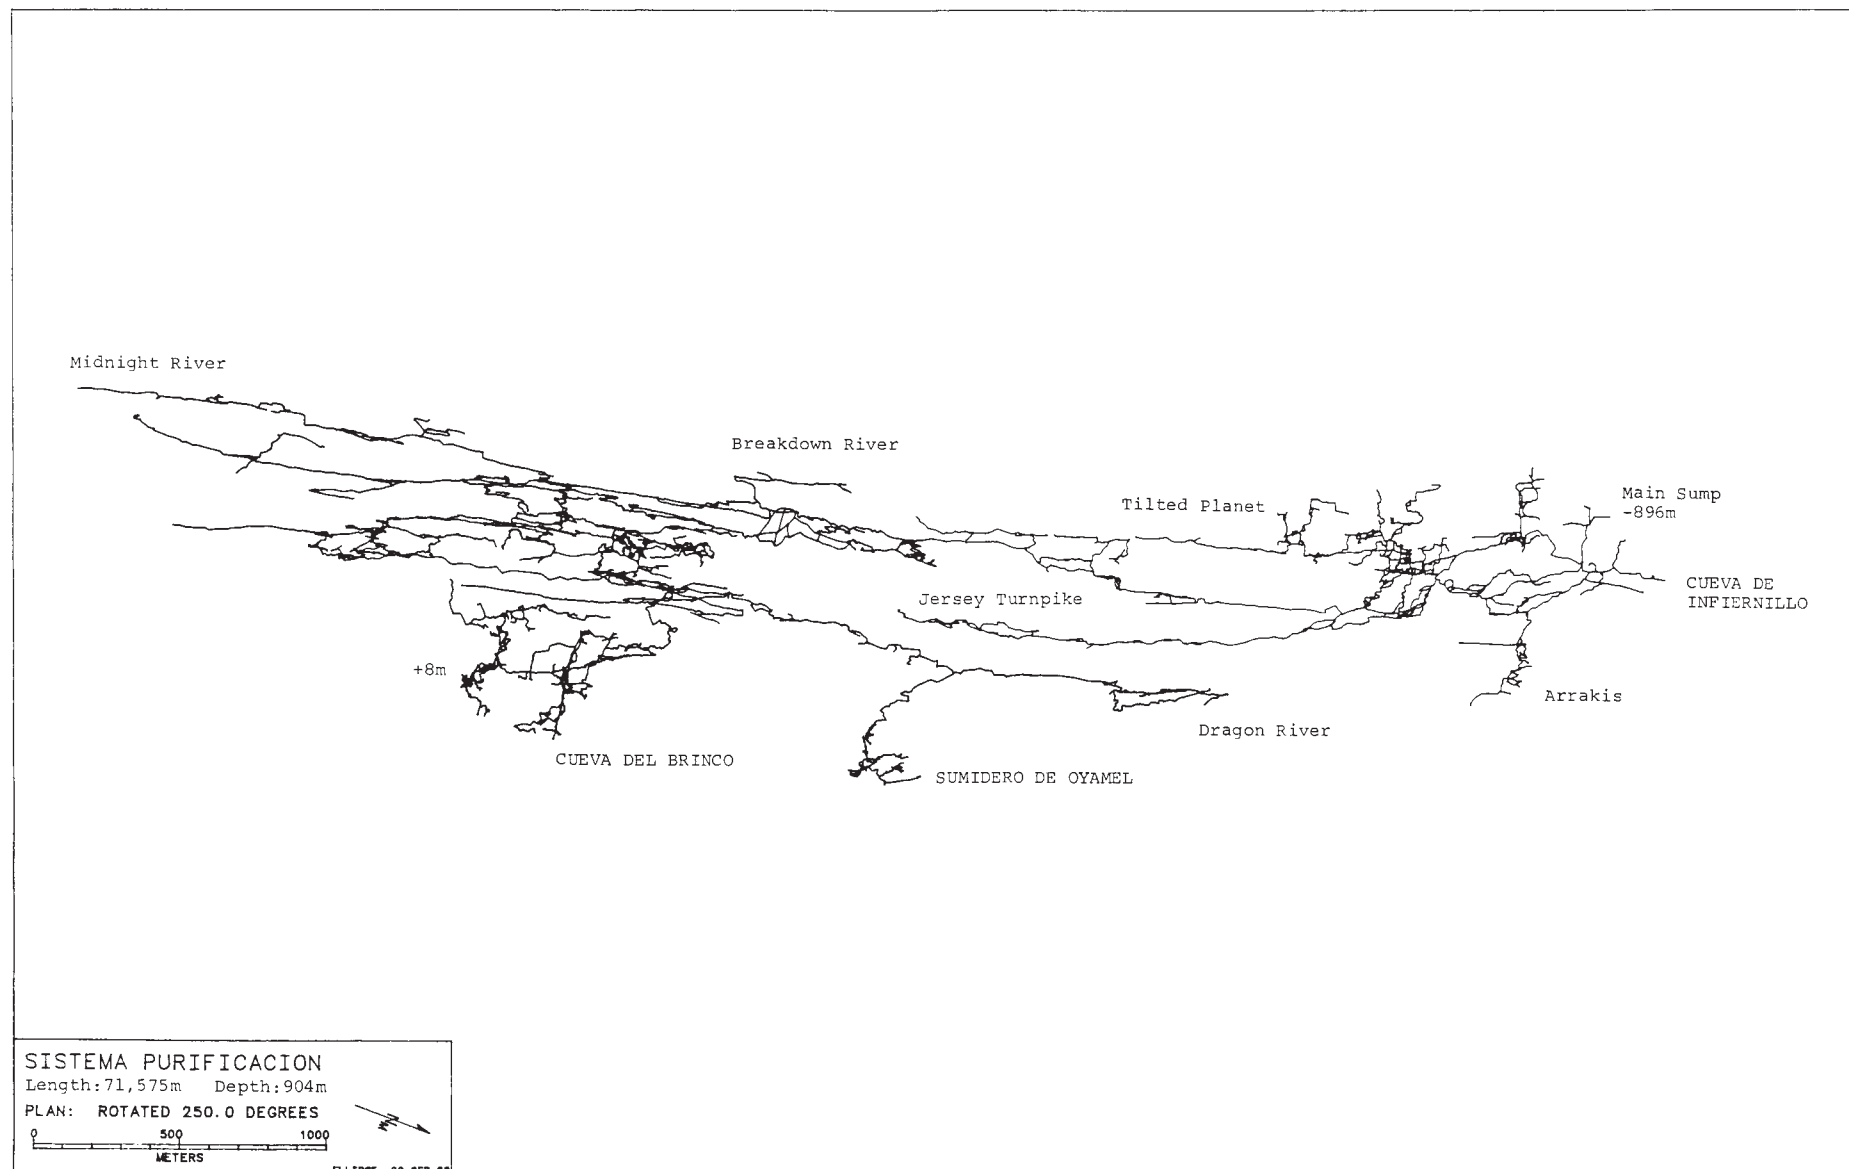 Midnight River
Breakdown River
Tilted Planet
Main Sump
-896m
CUEVA DE
INFIERNILLO
Jersey Turnpike
+8m
Arrakis
Dragon River
CUEVA DEL BRINCO
SUMIDERO DE OYAMEL
SISTEMA PURIFICACION
Length:71,575m Depth:904m
PLAN: ROTATED 250.0 DEGREES
N
0 500 1000
METERS